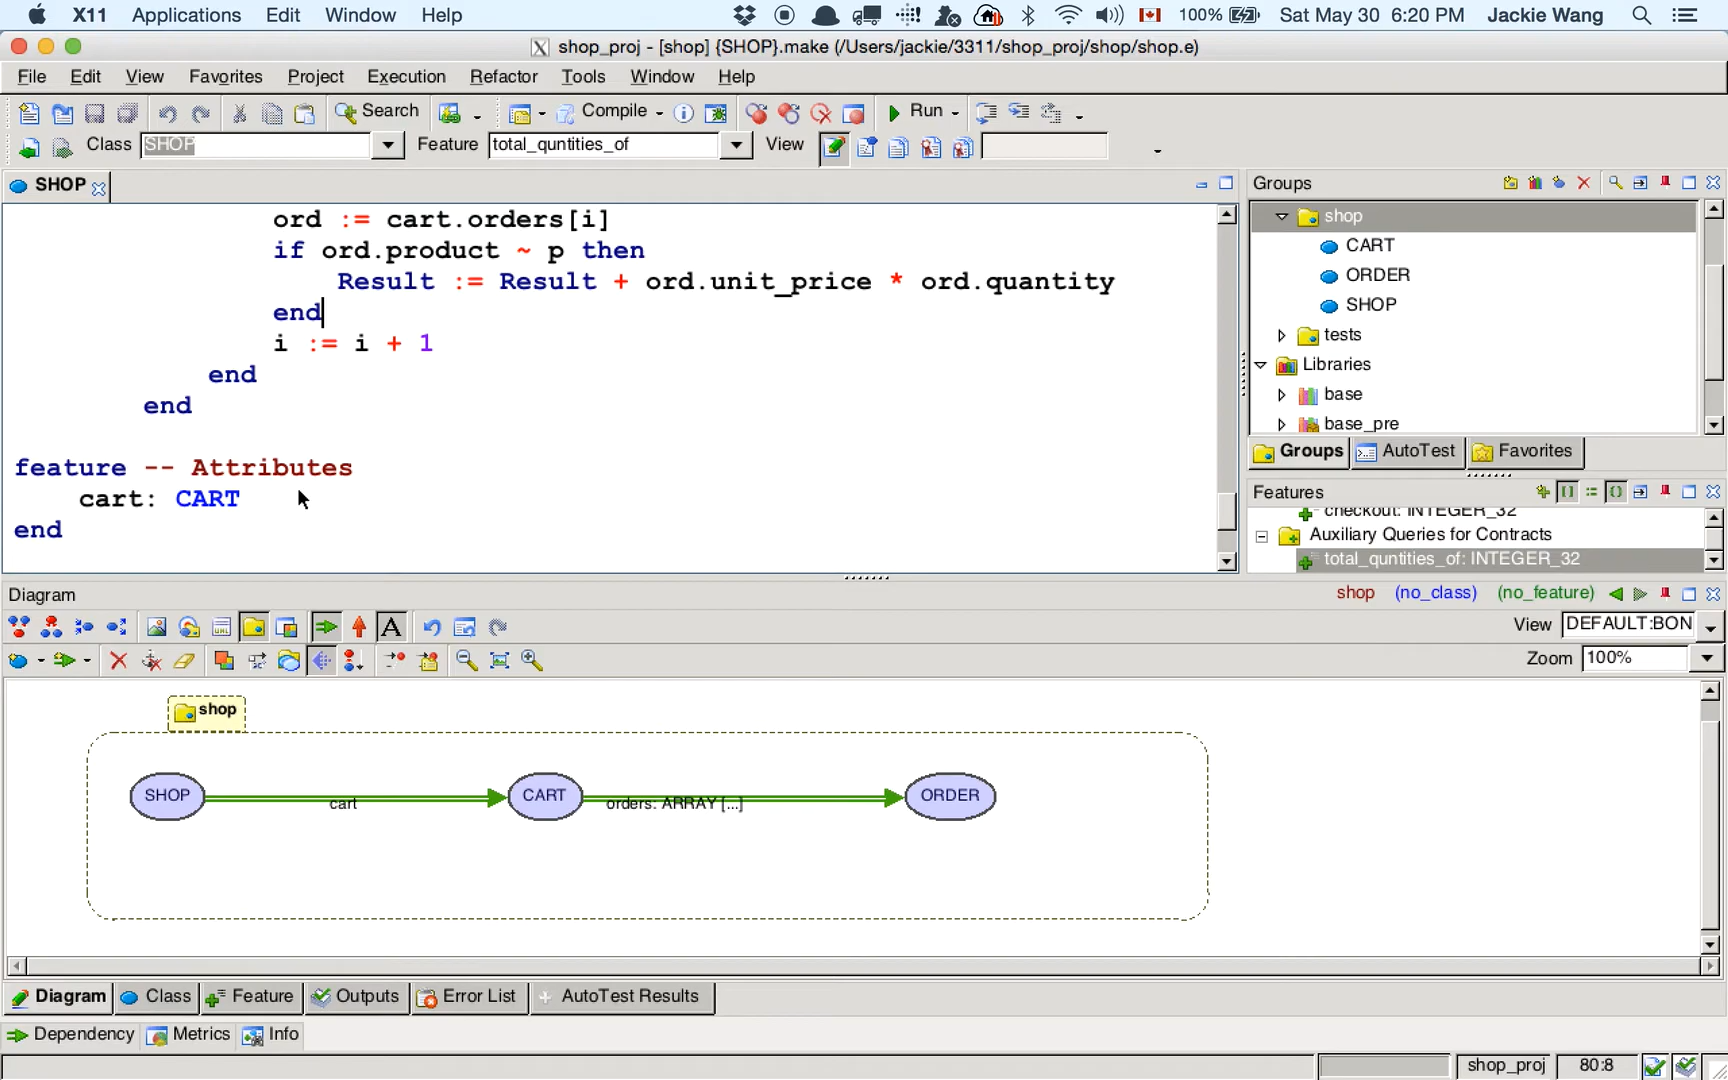 X11 Applications Edit Window Help 100% Sat May 30 6:20 PM Jackie Wang
shop_proj - [shop] {SHOP}.make (/Users/jackie/3311/shop_proj/shop/shop.e)
File Edit View Favorites Project Execution Refactor Tools Window Help
Search Compile Run
Class SHOP Feature total_quntities_of View
SHOP
ord := cart.orders[i]
if ord.product ~ p then
Result := Result + ord.unit_price * ord.quantity
end
i := i + 1
end
end
feature -- Attributes
cart: CART
end
Groups
shop
CART
ORDER
SHOP
tests
Libraries
base
base_pre
Groups AutoTest Favorites
Features
checkout: INTEGER_32
Auxiliary Queries for Contracts
total_quntities_of: INTEGER_32
Diagram shop (no_class) (no_feature)
View DEFAULT:BON
Zoom 100%
shop
SHOP cart CART orders: ARRAY [...] ORDER
Diagram Class Feature Outputs Error List AutoTest Results
Dependency Metrics Info
shop_proj 80:8